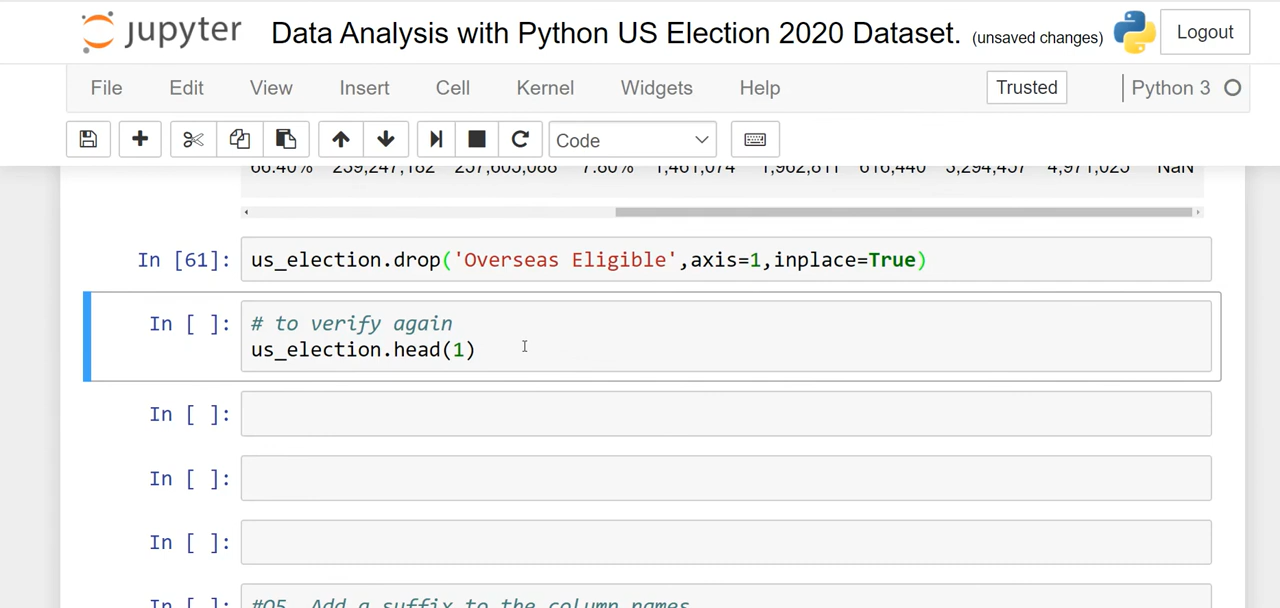 jupyter Data Analysis with Python US Election 2020 Dataset. (unsaved changes) Logout
File Edit View Insert Cell Kernel Widgets Help Trusted Python 3
Code
66.40% 239,247,182 257,605,088 7.80% 1,461,074 1,962,811 616,440 3,294,457 4,971,025 NaN
In [61]: us_election.drop('Overseas Eligible',axis=1,inplace=True)
In [ ]: # to verify again
us_election.head(1)
In [ ]:
In [ ]:
In [ ]:
In [ ]: #Q5. Add a suffix to the column names